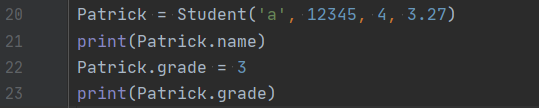 20 Patrick = Student('a', 12345, 4, 3.27)
21 print(Patrick.name)
22 Patrick.grade = 3
23 print(Patrick.grade)